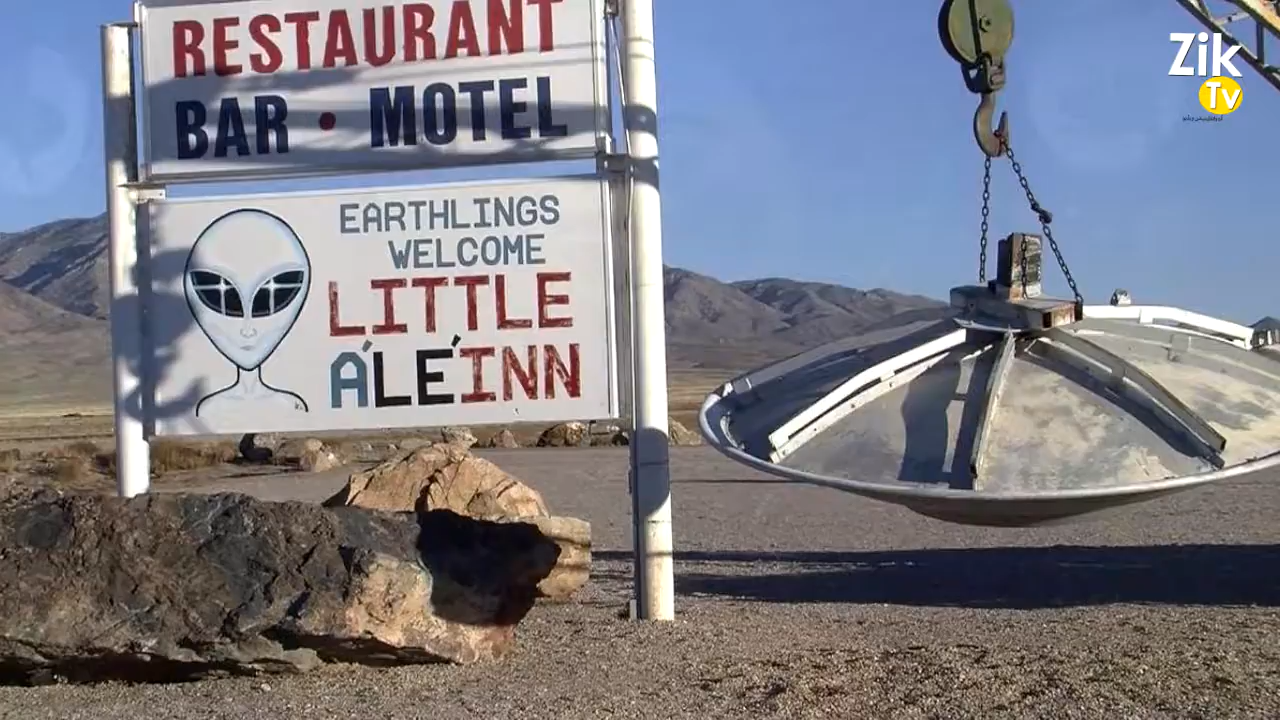 RESTAURANT
BAR • MOTEL
EARTHLINGS
WELCOME
LITTLE
A'LE'INN
Zik
Tv